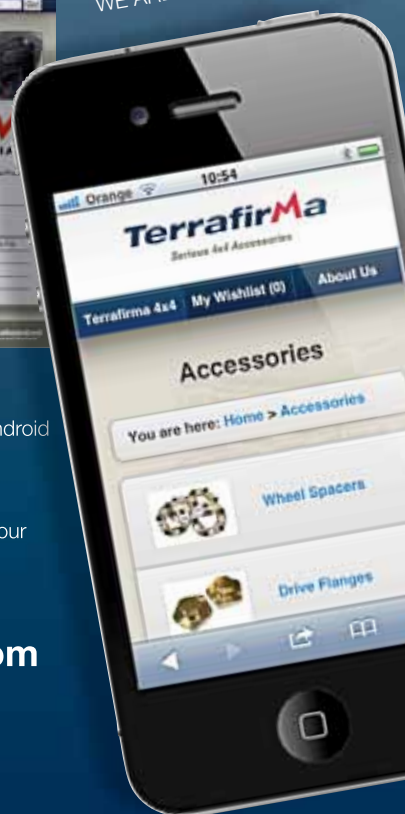 WE ARE
Orange
10:54
TerrafirMa
Serious 4x4 Accessories
Terrafirma 4x4
My Wishlist (0)
About Us
Accessories
You are here: Home > Accessories
Wheel Spacers
Drive Flanges
ndroid
our
om